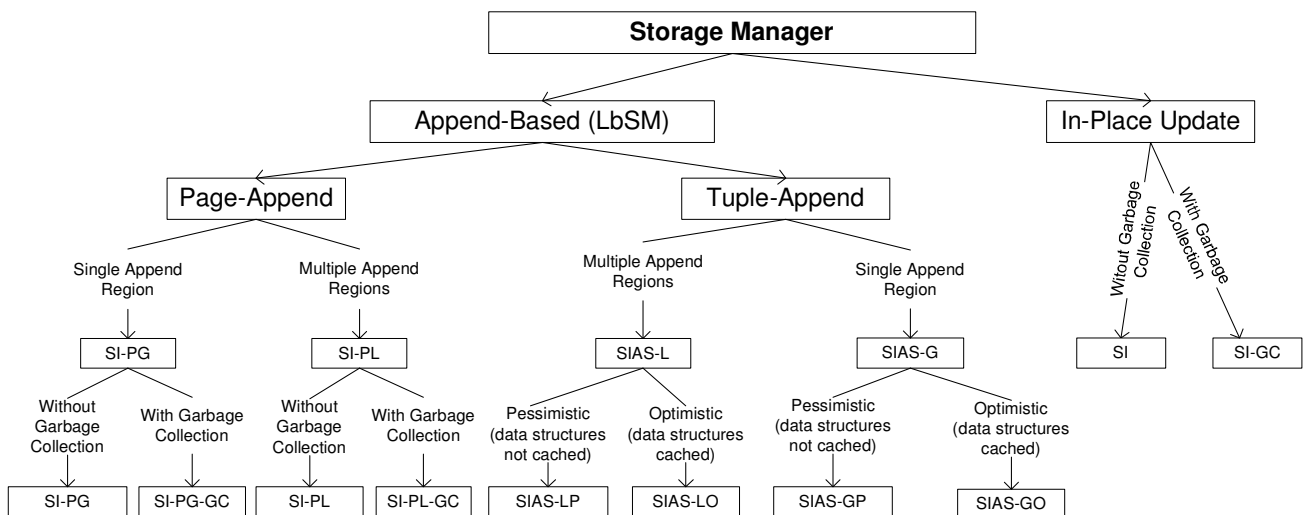 Storage Manager
Append-Based (LbSM)
In-Place Update
Page-Append
Tuple-Append
Witout Garbage
Collection
With Garbage
Collection
Single Append
Region
Multiple Append
Regions
Multiple Append
Regions
Single Append
Region
SI-PG
SI-PL
SIAS-L
SIAS-G
SI
SI-GC
Without
Garbage
Collection
With Garbage
Collection
Without
Garbage
Collection
With Garbage
Collection
Pessimistic
(data structures
not cached)
Optimistic
(data structures
cached)
Pessimistic
(data structures
not cached)
Optimistic
(data structures
cached)
SI-PG
SI-PG-GC
SI-PL
SI-PL-GC
SIAS-LP
SIAS-LO
SIAS-GP
SIAS-GO